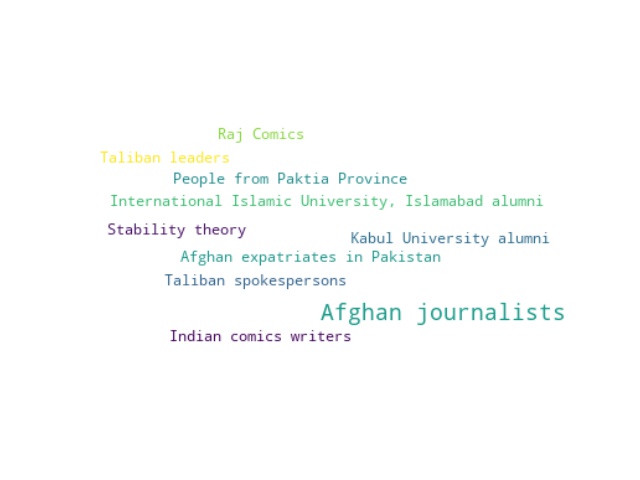 Raj Comics
Taliban leaders
People from Paktia Province
International Islamic University, Islamabad alumni
Stability theory
Kabul University alumni
Afghan expatriates in Pakistan
Taliban spokespersons
Afghan journalists
Indian comics writers